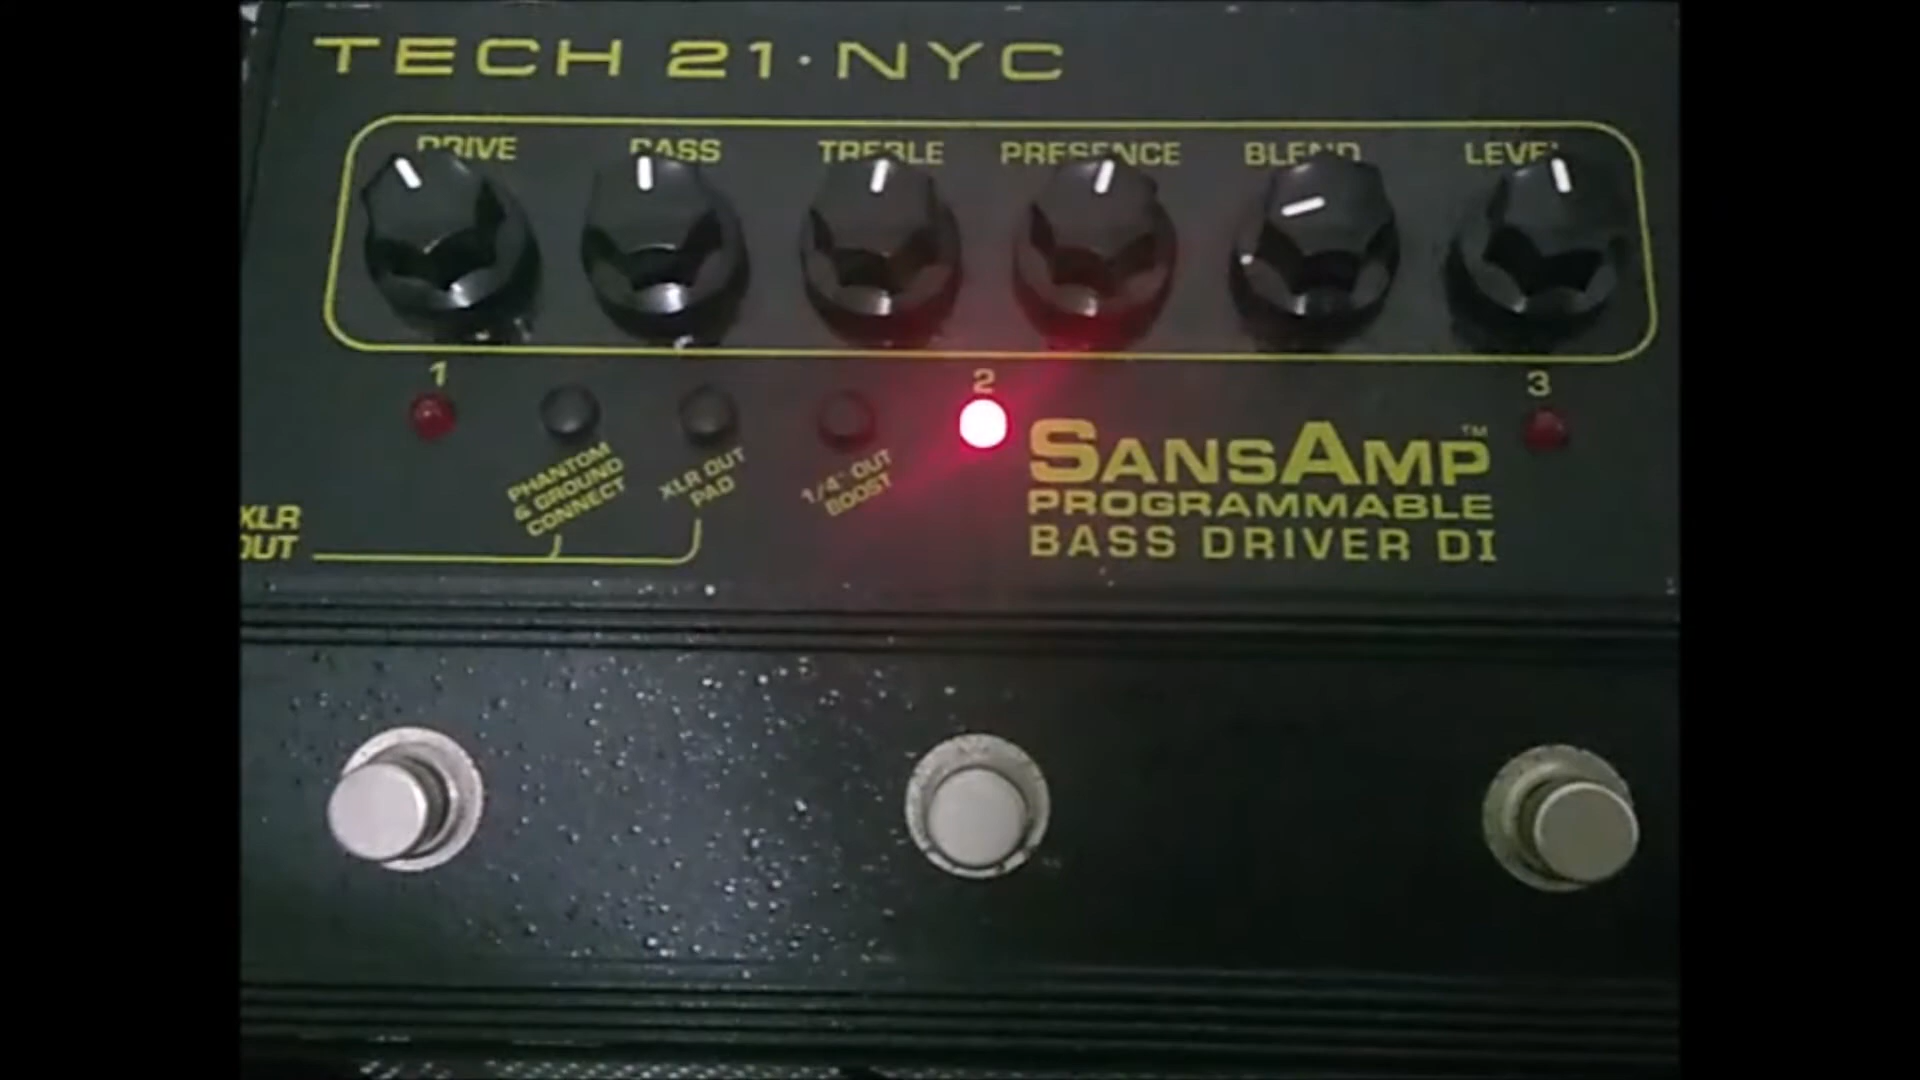 TECH 21·NYC
DRIVE BASS TREBLE PRESENCE BLEND LEVEL
1 2 3
PHANTOM
& GROUND
CONNECT
XLR OUT
PAD
1/4" OUT
BOOST
XLR
OUT
SANSAMP™
PROGRAMMABLE
BASS DRIVER DI